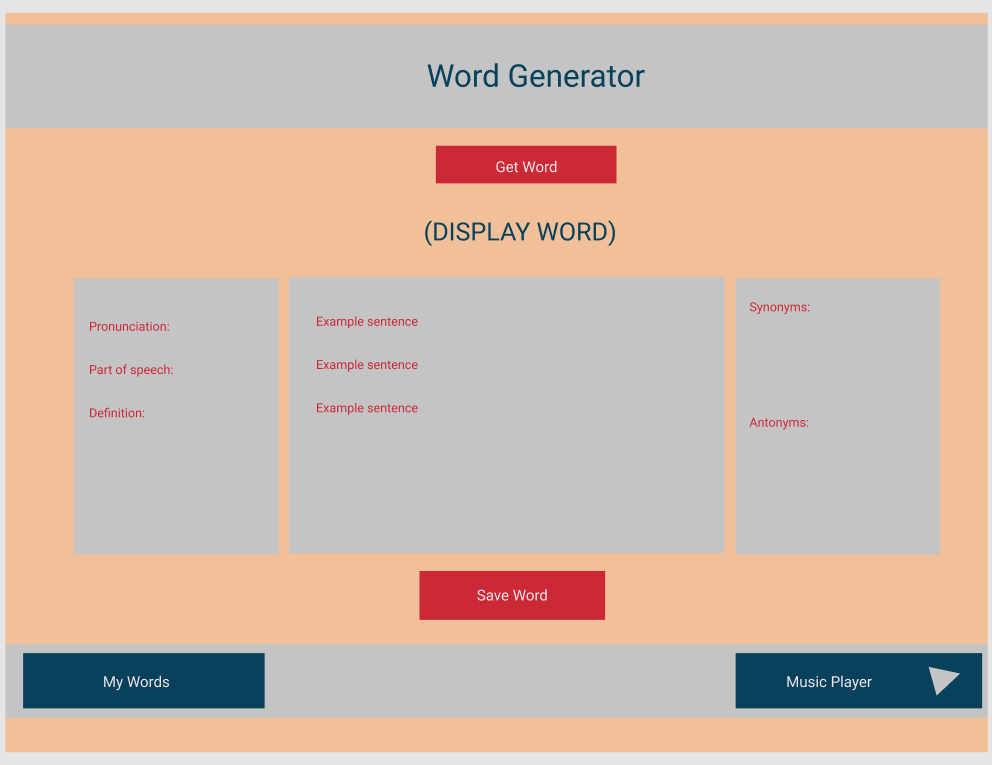 Word Generator
Get Word
(DISPLAY WORD)
Pronunciation:
Part of speech:
Definition:
Example sentence
Example sentence
Example sentence
Synonyms:
Antonyms:
Save Word
My Words
Music Player